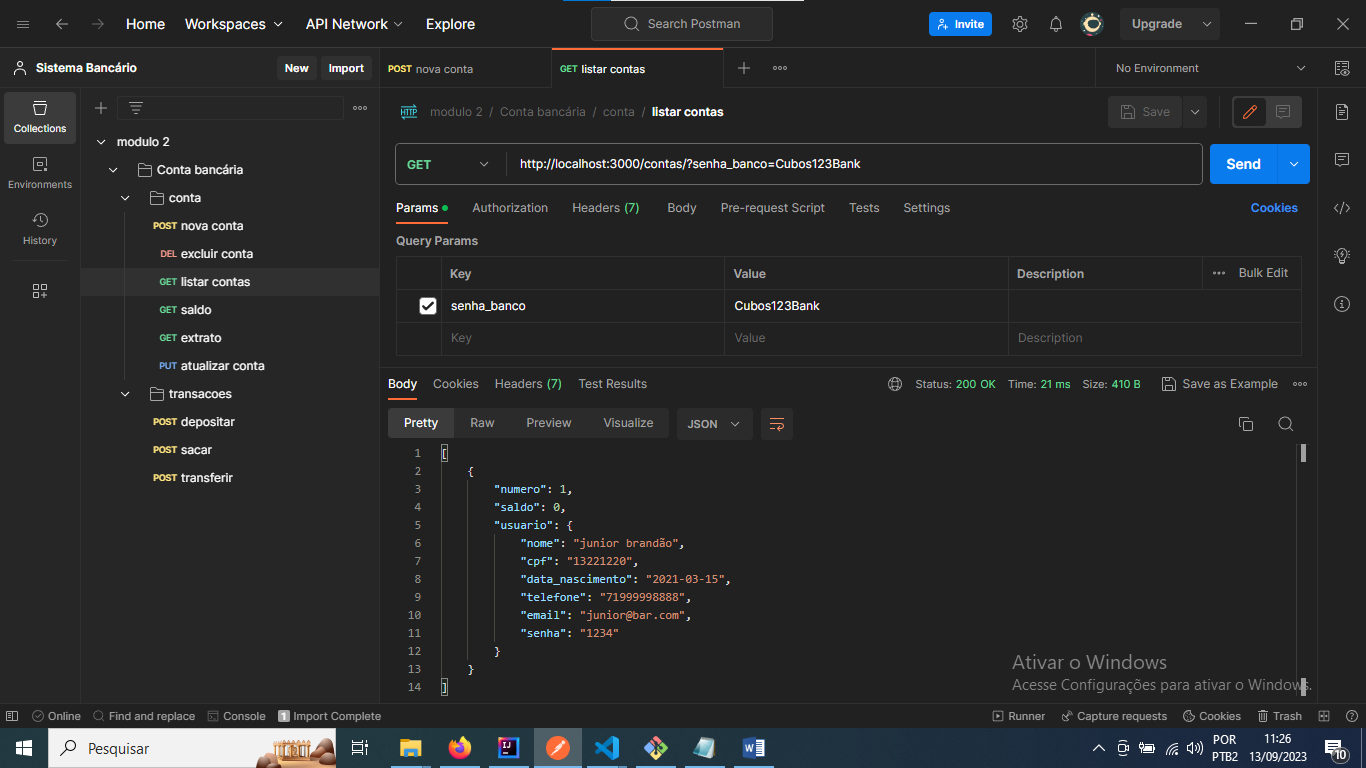 Home Workspaces API Network Explore Search Postman Invite Upgrade
Sistema Bancário New Import POST nova conta GET listar contas No Environment
Collections
Environments
History
modulo 2
Conta bancária
conta
POST nova conta
DEL excluir conta
GET listar contas
GET saldo
GET extrato
PUT atualizar conta
transacoes
POST depositar
POST sacar
POST transferir
HTTP modulo 2 / Conta bancária / conta / listar contas Save
GET http://localhost:3000/contas/?senha_banco=Cubos123Bank Send
Params Authorization Headers (7) Body Pre-request Script Tests Settings Cookies
Query Params
Key Value Description Bulk Edit
senha_banco Cubos123Bank
Key Value Description
Body Cookies Headers (7) Test Results Status: 200 OK Time: 21 ms Size: 410 B Save as Example
Pretty Raw Preview Visualize JSON
1 [
2 {
3 "numero": 1,
4 "saldo": 0,
5 "usuario": {
6 "nome": "junior brandão",
7 "cpf": "13221220",
8 "data_nascimento": "2021-03-15",
9 "telefone": "71999998888",
10 "email": "junior@bar.com",
11 "senha": "1234"
12 }
13 }
14 ]
Ativar o Windows
Acesse Configurações para ativar o Windows.
Online Find and replace Console 1 Import Complete Runner Capture requests Cookies Trash
Pesquisar
POR
PTB2
11:26
13/09/2023
10